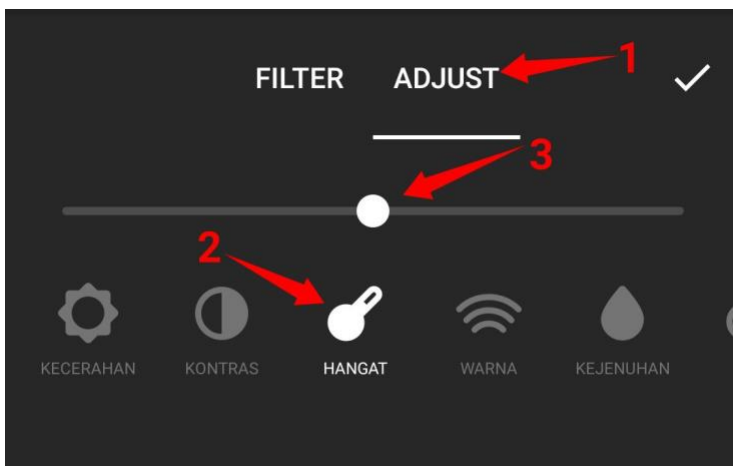 FILTER ADJUST 1
3
2
KECERAHAN KONTRAS HANGAT WARNA KEJENUHAN